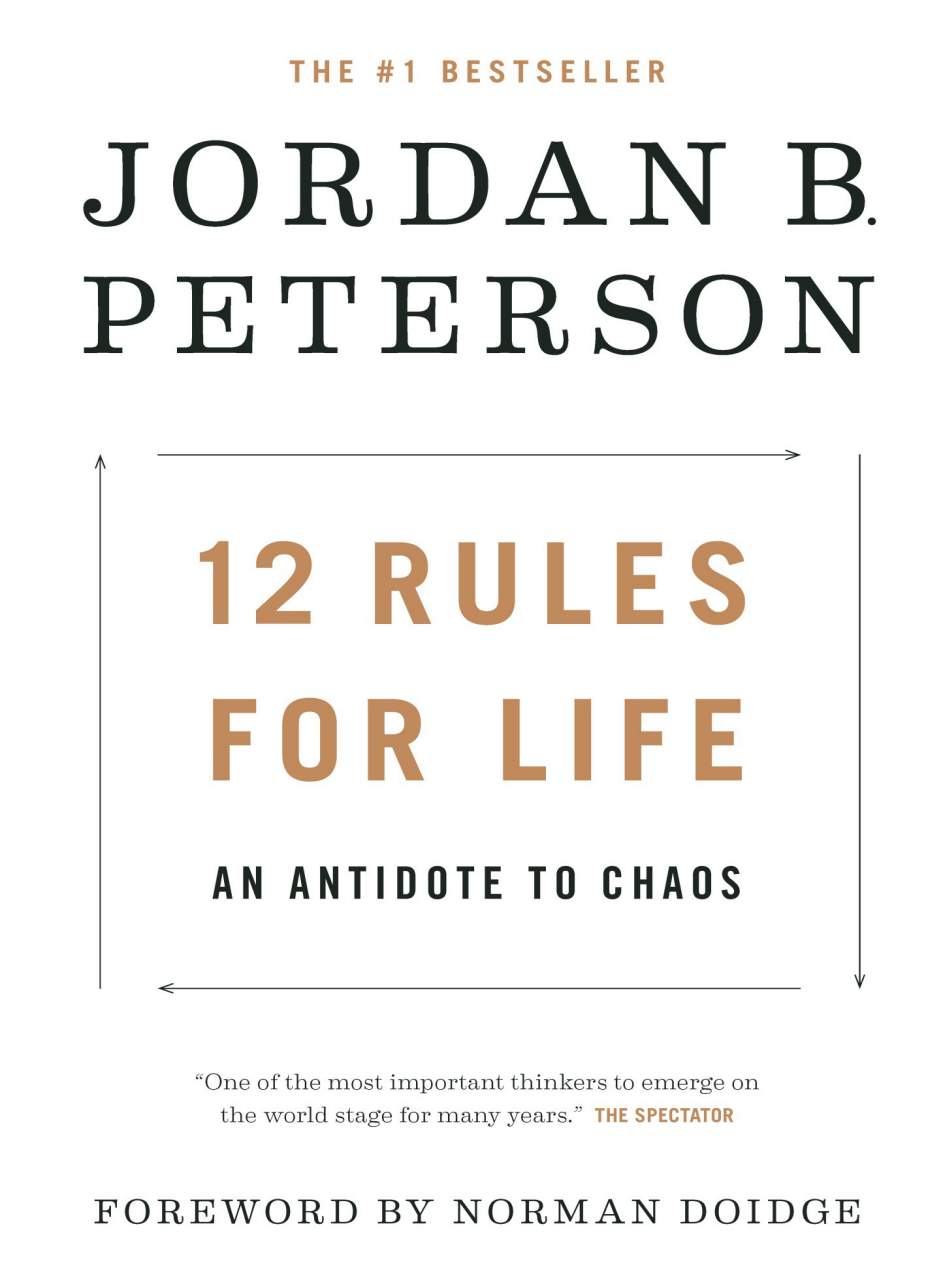 THE #1 BESTSELLER
JORDAN B.
PETERSON
12 RULES
FOR LIFE
AN ANTIDOTE TO CHAOS
“One of the most important thinkers to emerge on
the world stage for many years.” THE SPECTATOR
FOREWORD BY NORMAN DOIDGE